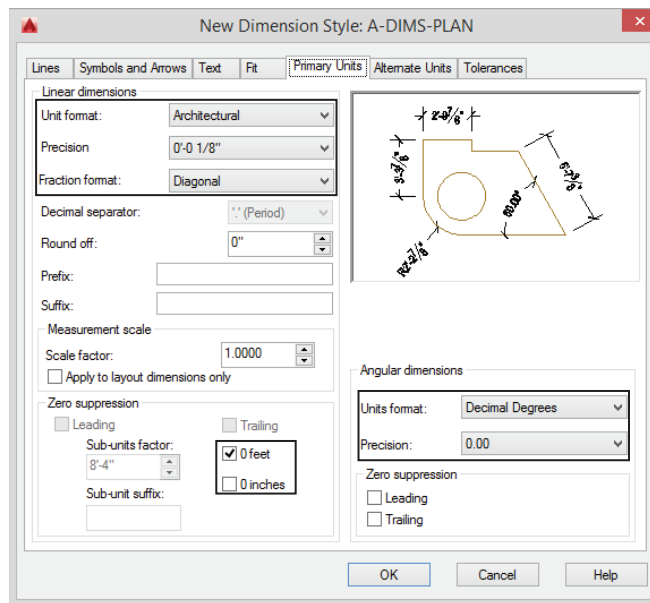 New Dimension Style: A-DIMS-PLAN
Lines Symbols and Arrows Text Fit Primary Units Alternate Units Tolerances
Linear dimensions
Unit format: Architectural
Precision 0'-0 1/8"
Fraction format: Diagonal
Decimal separator: '.' (Period)
Round off: 0"
Prefix:
Suffix:
Measurement scale
Scale factor: 1.0000
Apply to layout dimensions only
Zero suppression
Leading Trailing
Sub-units factor:
8'-4"
Sub-unit suffix:
0 feet
0 inches
60.00°
Angular dimensions
Units format: Decimal Degrees
Precision: 0.00
Zero suppression
Leading
Trailing
OK Cancel Help